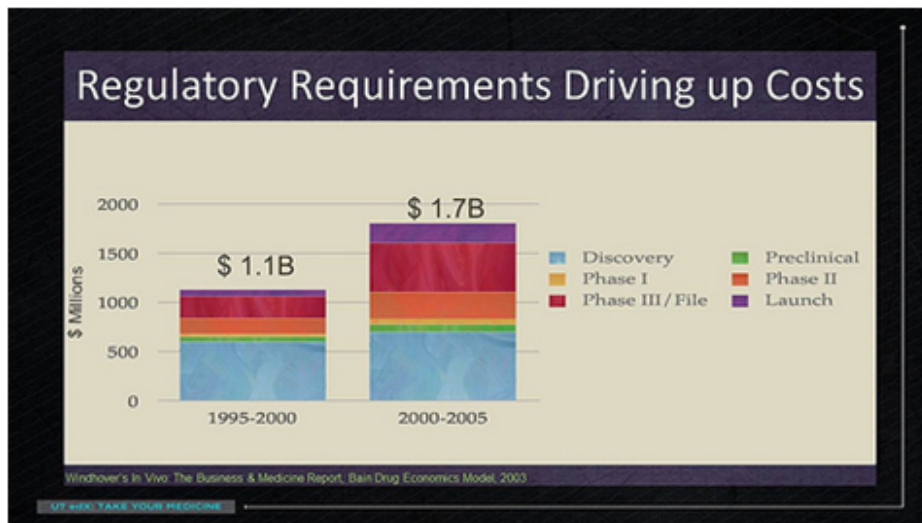 Regulatory Requirements Driving up Costs
$ Millions
2000
1500
1000
500
0
$ 1.1B
$ 1.7B
1995-2000
2000-2005
Discovery
Preclinical
Phase I
Phase II
Phase III/File
Launch
Windhover's In Vivo: The Business & Medicine Report, Bain Drug Economics Model, 2003
UT edX: TAKE YOUR MEDICINE